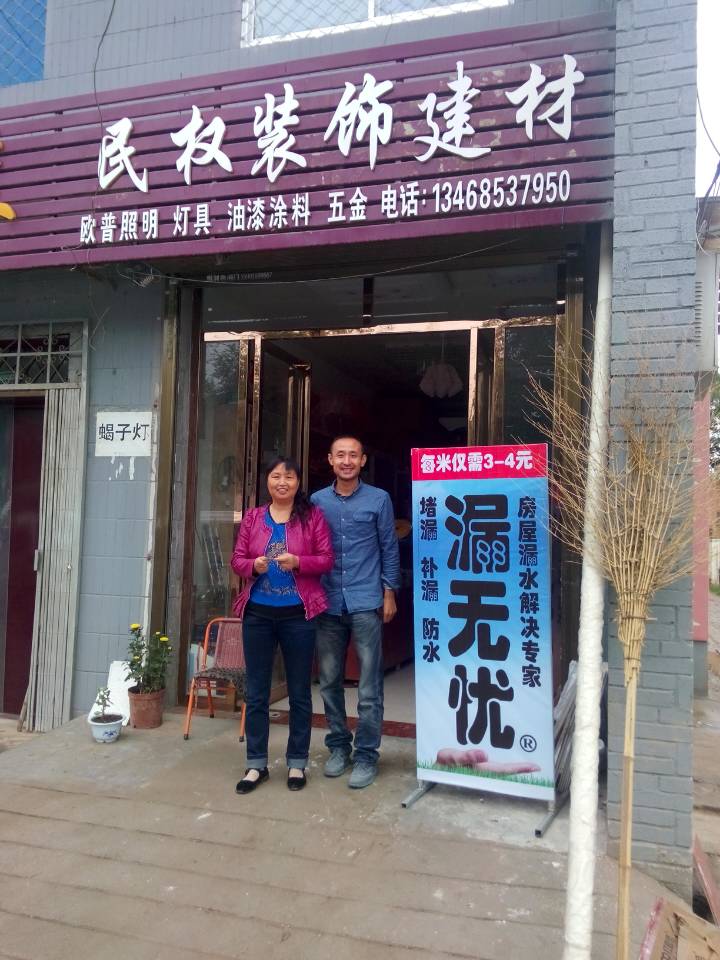 民权装饰建材
欧普照明 灯具 油漆涂料 五金 电话:13468537950
蝎子灯
每米仅需3-4元
房屋漏水解决专家
漏无忧®
堵漏 补漏 防水